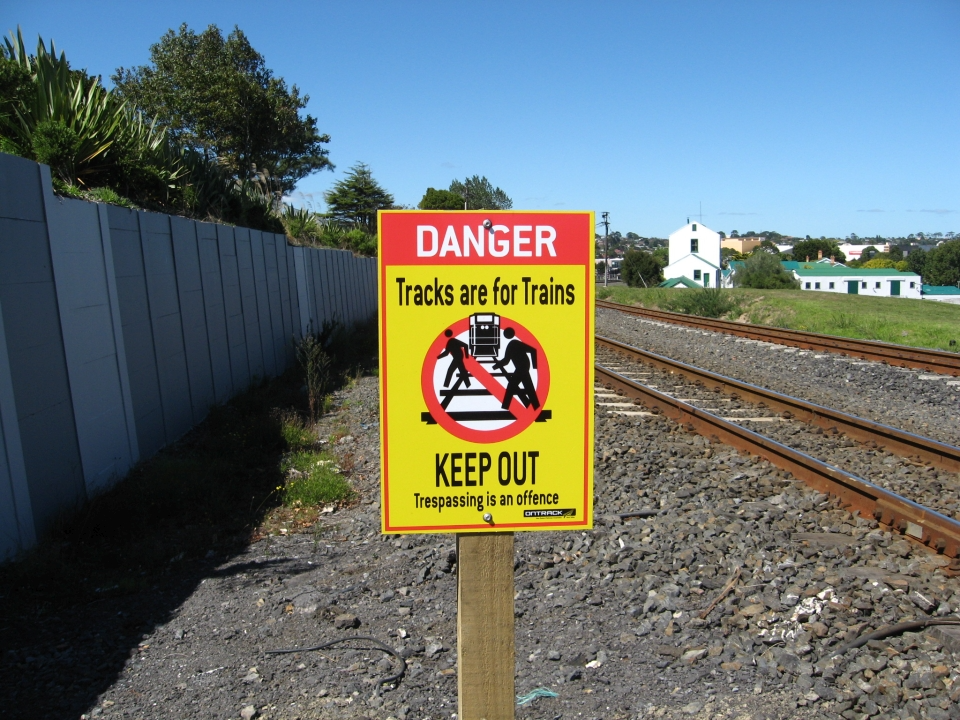 DANGER
Tracks are for Trains
KEEP OUT
Trespassing is an offence
ONTRACK